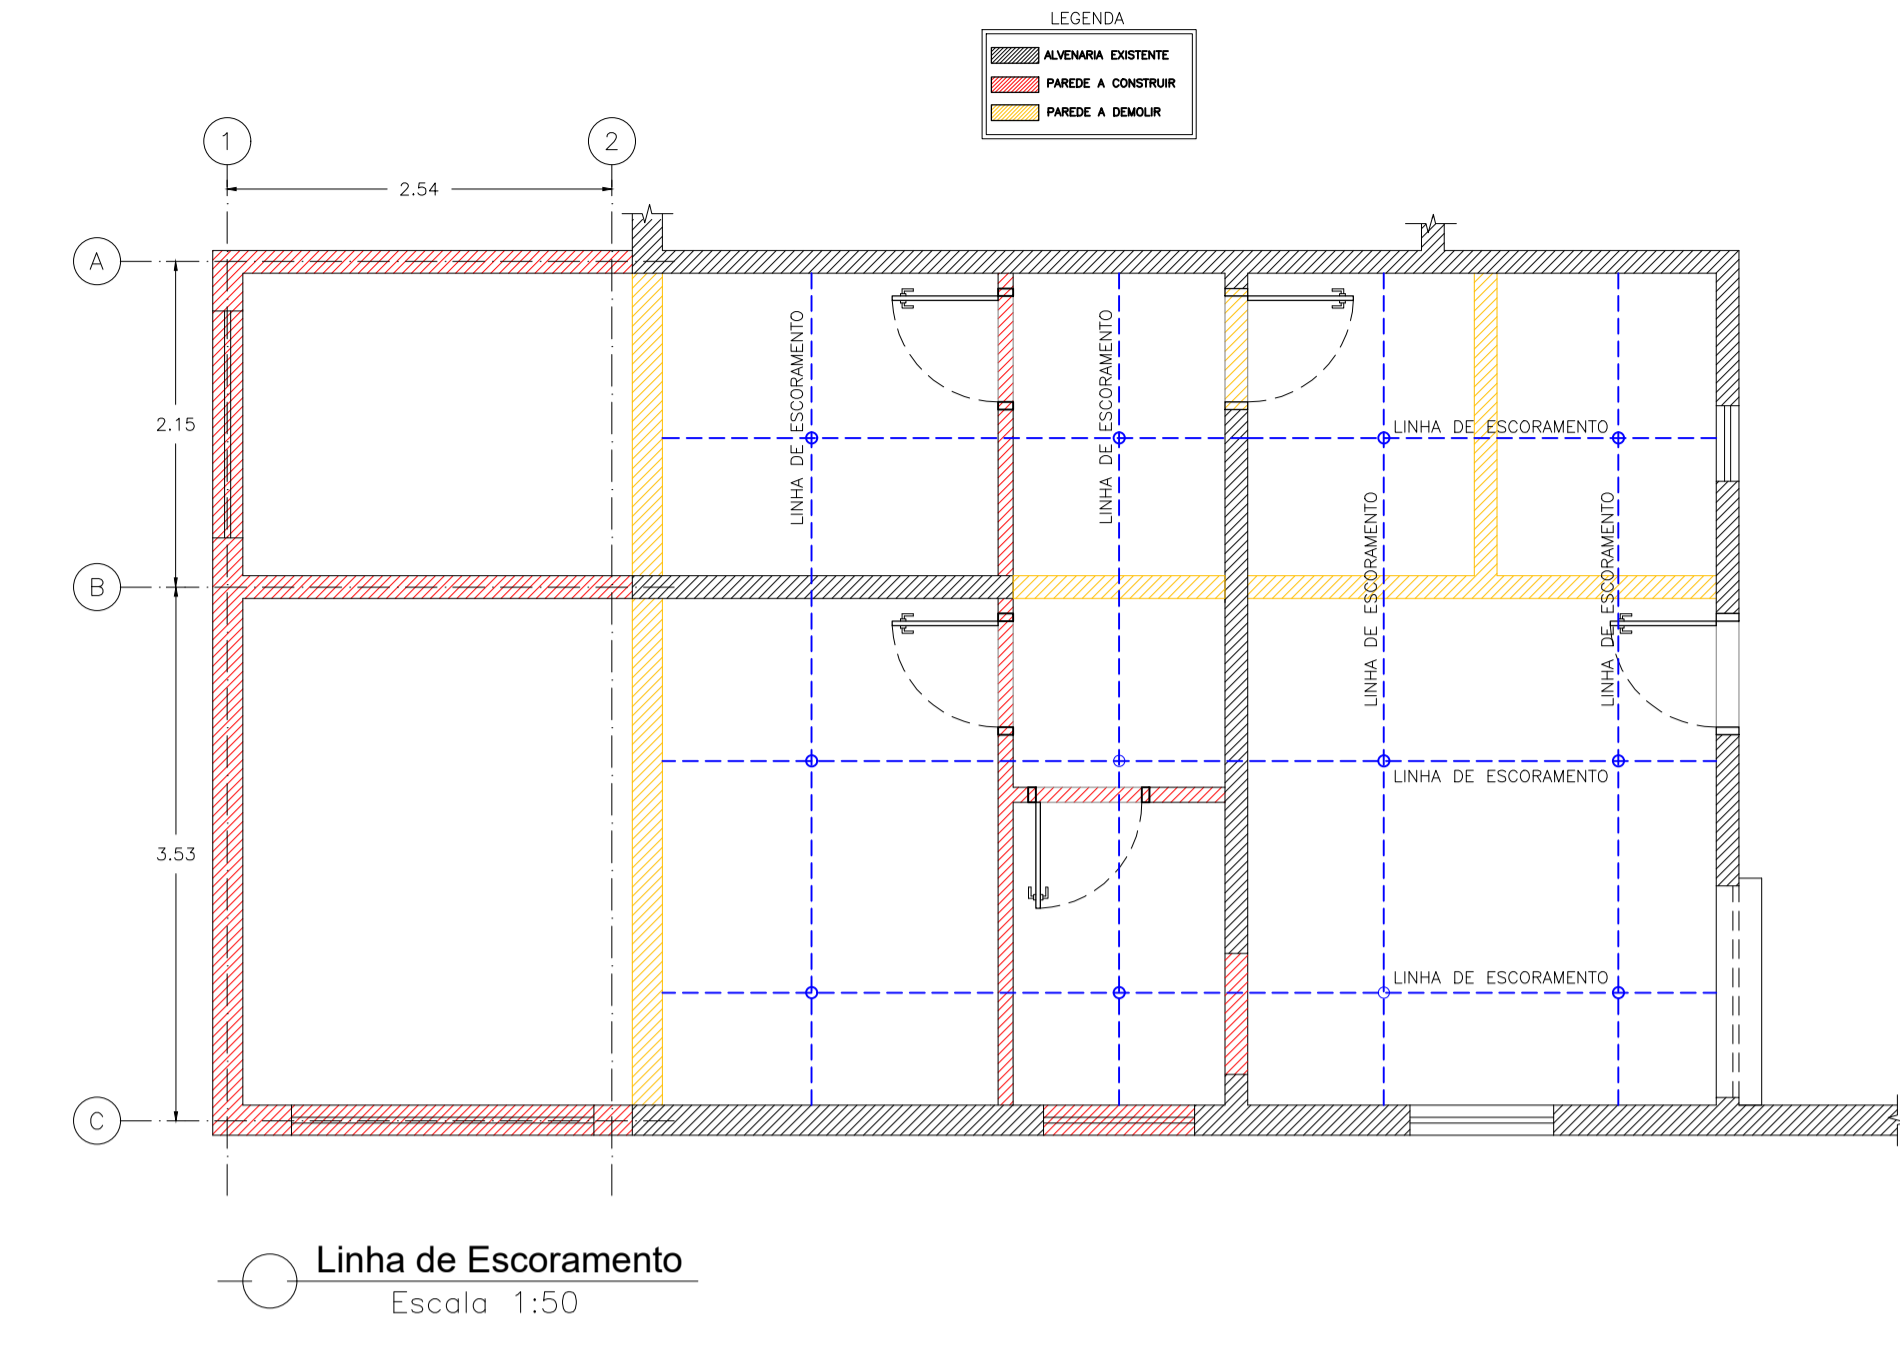 LEGENDA
ALVENARIA EXISTENTE
PAREDE A CONSTRUIR
PAREDE A DEMOLIR
1
2
2.54
A
LINHA DE ESCORAMENTO
LINHA DE ESCORAMENTO
2.15
LINHA DE ESCORAMENTO
LINHA DE ESCORAMENTO
LINHA DE ESCORAMENTO
B
LINHA DE ESCORAMENTO
3.53
LINHA DE ESCORAMENTO
C
Linha de Escoramento
Escala 1:50